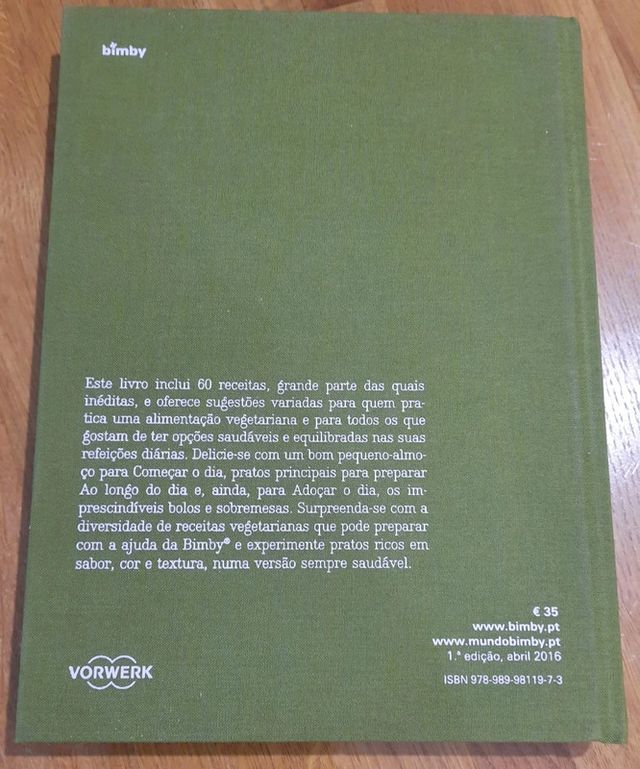 bimby
Este livro inclui 60 receitas, grande parte das quais
inéditas, e oferece sugestões variadas para quem pra-
tica uma alimentação vegetariana e para todos os que
gostam de ter opções saudáveis e equilibradas nas suas
refeições diárias. Delicie-se com um bom pequeno-almo-
ço para Começar o dia, pratos principais para preparar
Ao longo do dia e, ainda, para Adoçar o dia, os im-
prescindíveis bolos e sobremesas. Surpreenda-se com a
diversidade de receitas vegetarianas que pode preparar
com a ajuda da Bimby® e experimente pratos ricos em
sabor, cor e textura, numa versão sempre saudável.
€ 35
www.bimby.pt
www.mundobimby.pt
1.ª edição, abril 2016
ISBN 978-989-98119-7-3
VORWERK